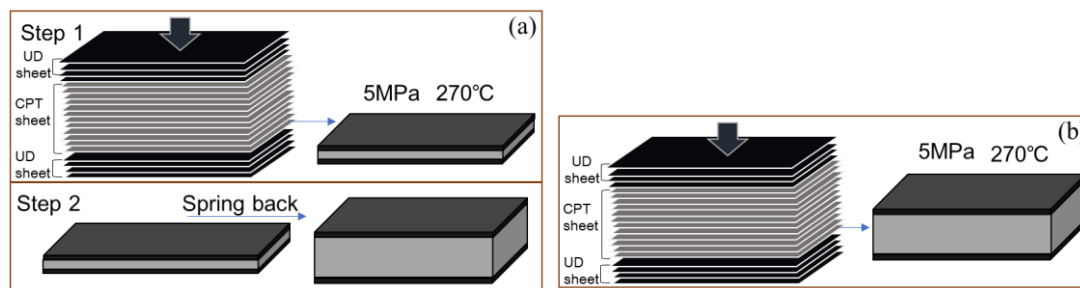 (a)
Step 1
UD
sheet
CPT
sheet
UD
sheet
5MPa 270℃
Step 2
Spring back
(b)
UD
sheet
CPT
sheet
UD
sheet
5MPa 270℃